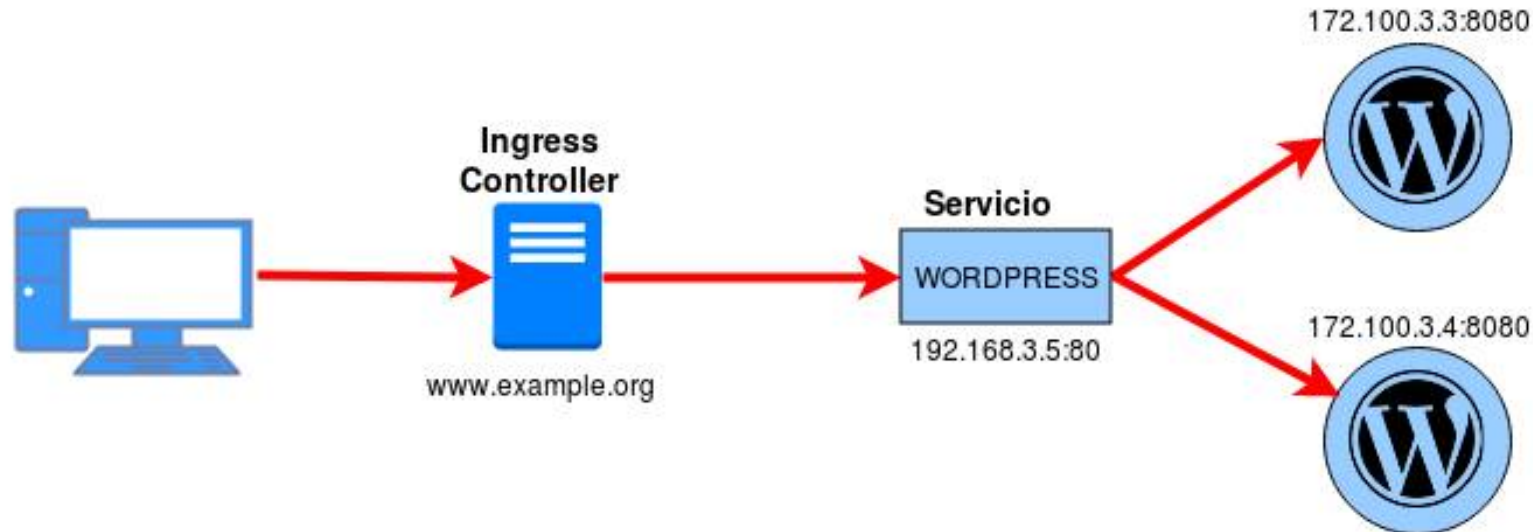 172.100.3.3:8080
Ingress
Controller
Servicio
WORDPRESS
192.168.3.5:80
www.example.org
172.100.3.4:8080